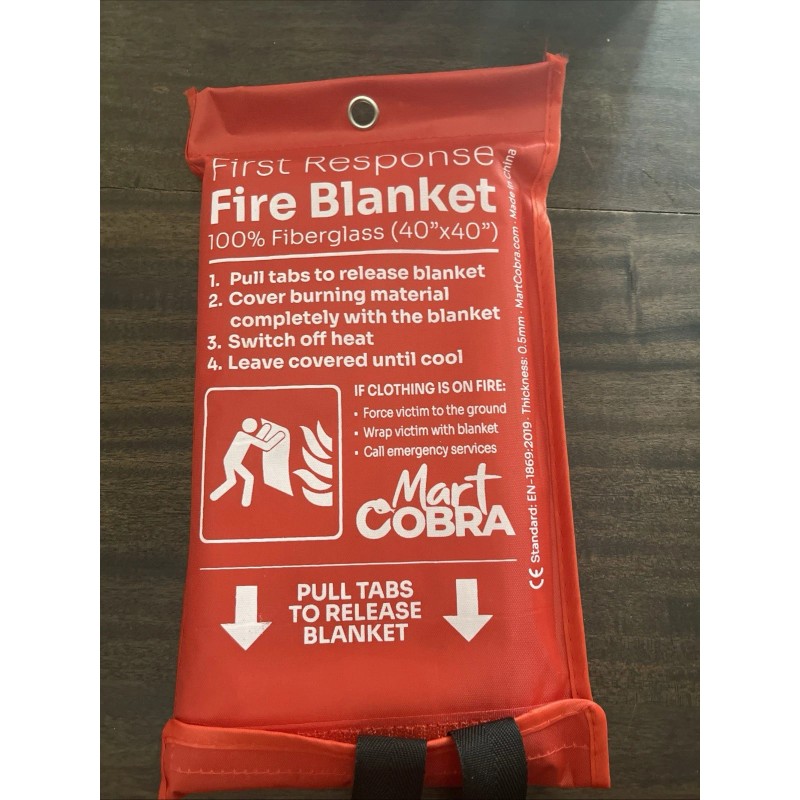 First Response
Fire Blanket
100% Fiberglass (40”x40”)
1. Pull tabs to release blanket
2. Cover burning material
completely with the blanket
3. Switch off heat
4. Leave covered until cool
IF CLOTHING IS ON FIRE:
• Force victim to the ground
• Wrap victim with blanket
• Call emergency services
Mart
COBRA
PULL TABS
TO RELEASE
BLANKET
CE Standard: EN-1869:2019 · Thickness: 0.5mm · MartCobra.com · Made in China